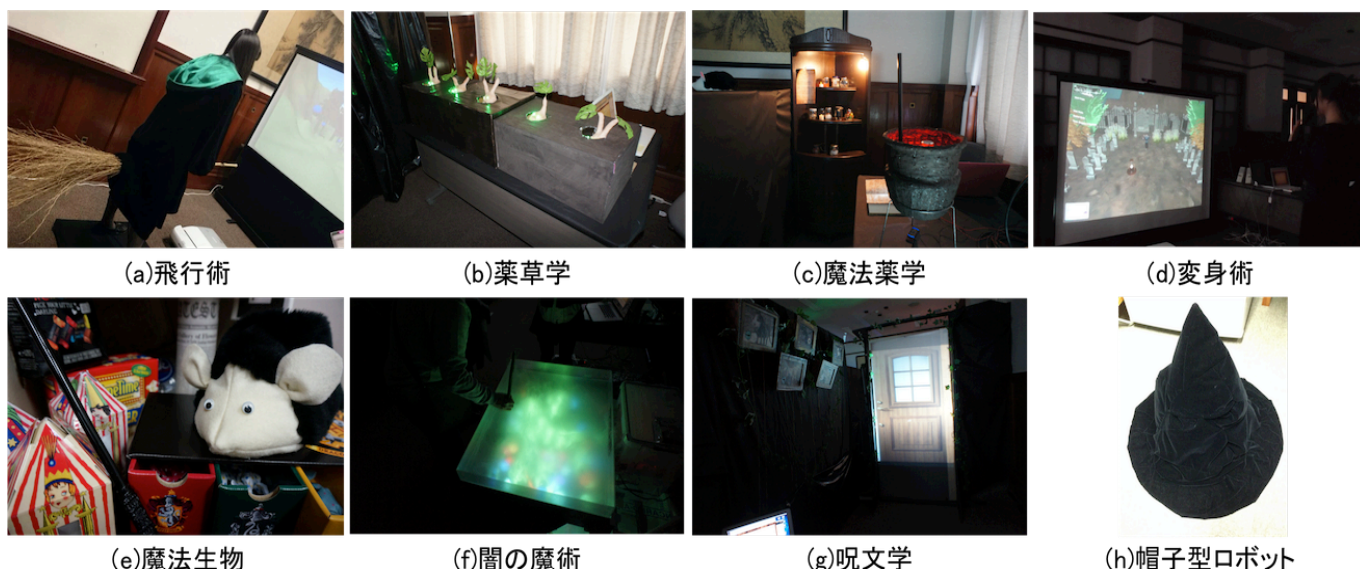 (a)飛行術
(b)薬草学
(c)魔法薬学
(d)変身術
(e)魔法生物
(f)闇の魔術
(g)呪文学
(h)帽子型ロボット